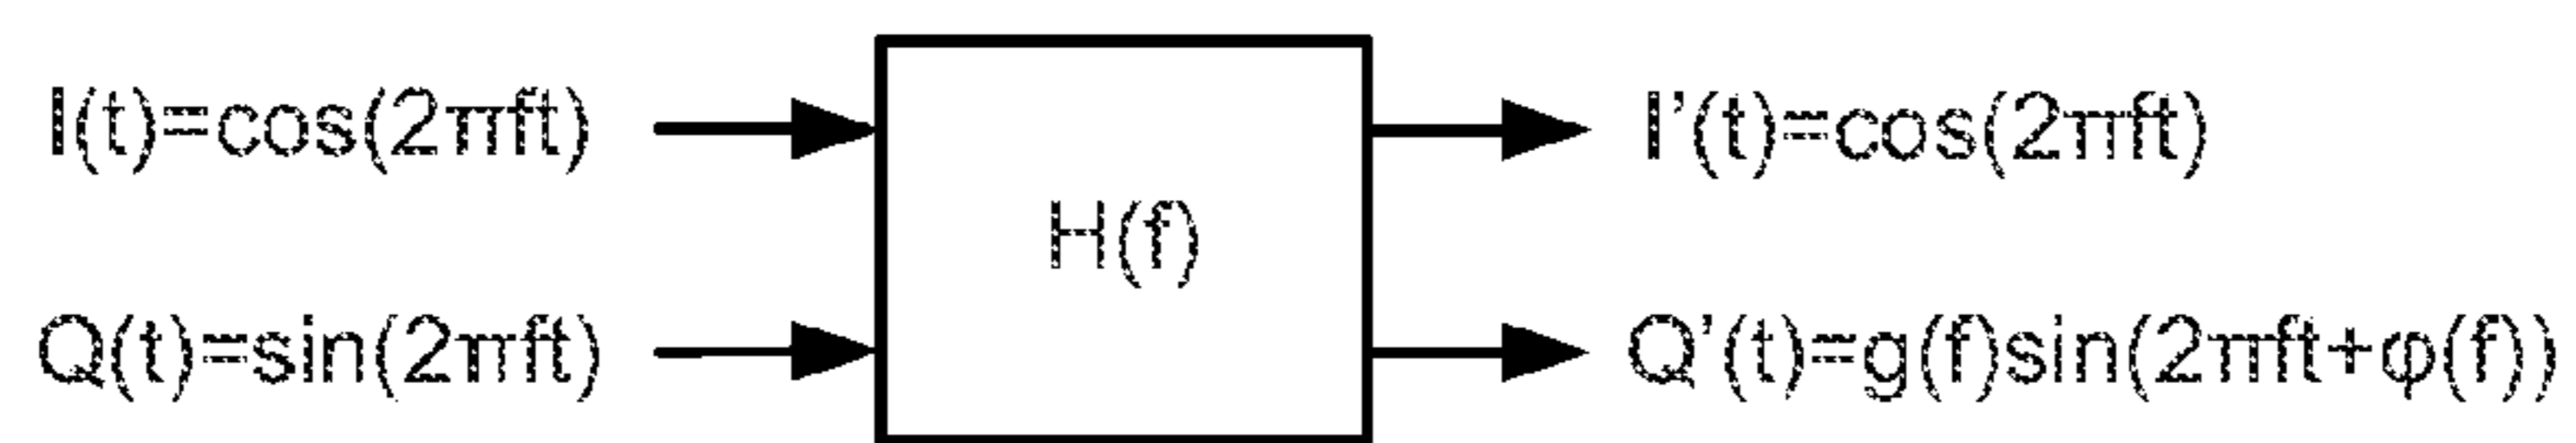 I(t)=cos(2πft)
I’(t)=cos(2πft)
H(f)
Q(t)=sin(2πft)
Q’(t)=g(f)sin(2πft+φ(f))